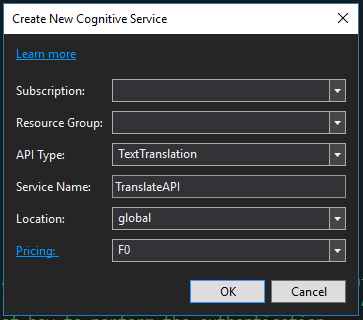 Create New Cognitive Service
Learn more
Subscription:
Resource Group:
API Type: TextTranslation
Service Name: TranslateAPI
Location: global
Pricing: F0
OK Cancel